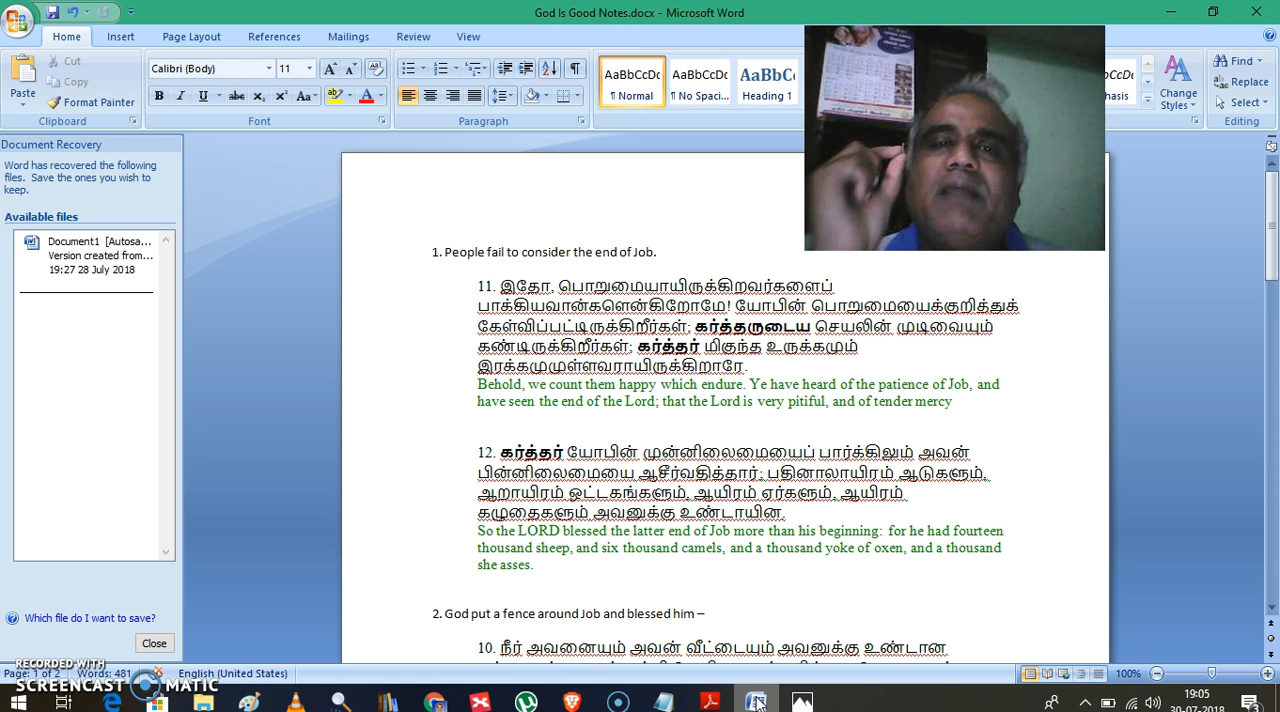 God Is Good Notes.docx - Microsoft Word
Home Insert Page Layout References Mailings Review View
Paste
Cut
Copy
Format Painter
Clipboard
Calibri (Body) 11
Font
Paragraph
AaBbCcDc AaBbCcDc AaBbCc
¶ Normal ¶ No Spaci... Heading 1
Change Styles
Find
Replace
Select
Editing
Document Recovery
Word has recovered the following
files. Save the ones you wish to
keep.
Available files
Document1 [Autosa...
Version created from...
19:27 28 July 2018
Which file do I want to save?
Close
1. People fail to consider the end of Job.
11. இதோ, பொறுமையாயிருக்கிறவர்களைப்
பாக்கியவான்களென்கிறோமே! யோபின் பொறுமையைக்குறித்துக்
கேள்விப்பட்டிருக்கிறீர்கள்; கர்த்தருடைய செயலின் முடிவையும்
கண்டிருக்கிறீர்கள்; கர்த்தர் மிகுந்த உருக்கமும்
இரக்கமுமுள்ளவராயிருக்கிறாரே.
Behold, we count them happy which endure. Ye have heard of the patience of Job, and
have seen the end of the Lord; that the Lord is very pitiful, and of tender mercy
12. கர்த்தர் யோபின் முன்னிலைமையைப் பார்க்கிலும் அவன்
பின்னிலைமையை ஆசீர்வதித்தார்; பதினாலாயிரம் ஆடுகளும்,
ஆறாயிரம் ஒட்டகங்களும், ஆயிரம் ஏர்களும், ஆயிரம்
கழுதைகளும் அவனுக்கு உண்டாயின.
So the LORD blessed the latter end of Job more than his beginning: for he had fourteen
thousand sheep, and six thousand camels, and a thousand yoke of oxen, and a thousand
she asses.
2. God put a fence around Job and blessed him –
10. நீர் அவனையும் அவன் வீட்டையும் அவனுக்கு உண்டான
Page: 1 of 2 Words: 481 English (United States) 100%
RECORDED WITH
SCREENCAST MATIC
19:05
30-07-2018